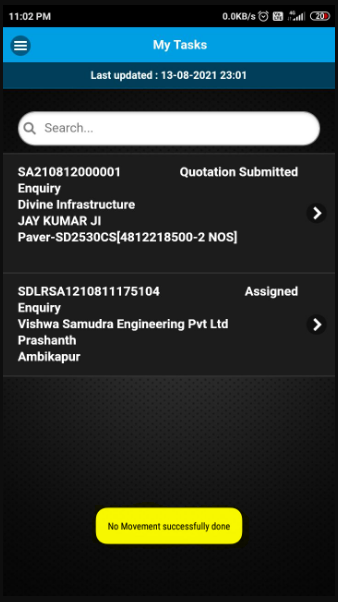 11:02 PM 0.0KB/s 4G 20
My Tasks
Last updated : 13-08-2021 23:01
Search...
SA210812000001 Quotation Submitted
Enquiry
Divine Infrastructure
JAY KUMAR JI
Paver-SD2530CS[4812218500-2 NOS]
SDLRSA1210811175104 Assigned
Enquiry
Vishwa Samudra Engineering Pvt Ltd
Prashanth
Ambikapur
No Movement successfully done